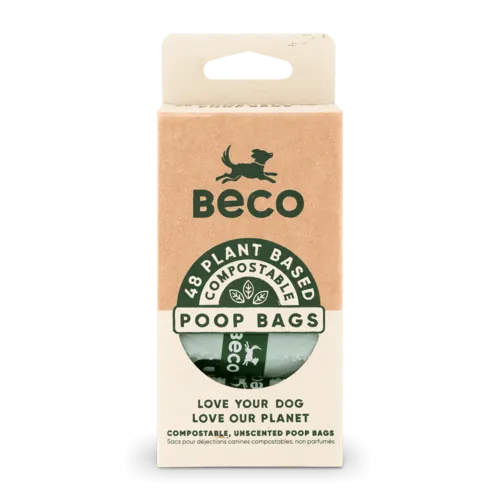 BECO
48 PLANT BASED
COMPOSTABLE
POOP BAGS
Beco
LOVE YOUR DOG
LOVE OUR PLANET
COMPOSTABLE, UNSCENTED POOP BAGS
Sacs pour déjections canines compostables, non parfumés